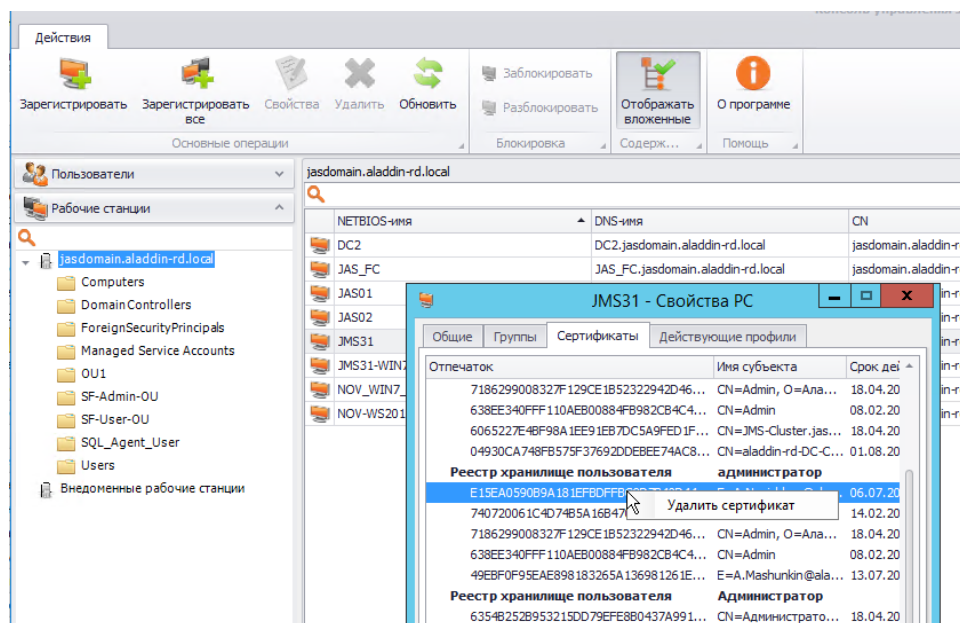 Действия
Зарегистрировать Зарегистрировать все Свойства Удалить Обновить
Заблокировать
Разблокировать
Отображать вложенные
О программе
Основные операции Блокировка Содерж... Помощь
Пользователи
Рабочие станции
jasdomain.aladdin-rd.local
Computers
Domain Controllers
ForeignSecurityPrincipals
Managed Service Accounts
OU1
SF-Admin-OU
SF-User-OU
SQL_Agent_User
Users
Внедоменные рабочие станции
jasdomain.aladdin-rd.local
NETBIOS-имя DNS-имя CN
DC2 DC2.jasdomain.aladdin-rd.local jasdomain.aladdin-r
JAS_FC JAS_FC.jasdomain.aladdin-rd.local jasdomain.aladdin-r
JAS01
JAS02
JMS31
JMS31-WIN7
NOV_WIN7_
NOV-WS201
JMS31 - Свойства ПК
Общие Группы Сертификаты Действующие профили
Отпечаток Имя субъекта Срок дей
7186299008327F129CE1B52322942D46... CN=Admin, O=Ала... 18.04.20
638EE340FFF110AEB00884FB982CB4C4... CN=Admin 08.02.20
6065227E4BF98A1EE91EB7DC5A9FED1F... CN=JMS-Cluster.jas... 18.04.20
04930CA748FB575F37692DDEBEE74AC8... CN=aladdin-rd-DC-C... 01.08.20
Реестр хранилище пользователя администратор
E15EA0590B9A181EFBDFFB 06.07.20
Удалить сертификат
740720061C4D74B5A16B47 14.02.20
7186299008327F129CE1B52322942D46... CN=Admin, O=Ала... 18.04.20
638EE340FFF110AEB00884FB982CB4C4... CN=Admin 08.02.20
49EBF0F95EAE898183265A136981261E... E=A.Mashunkin@ala... 13.07.20
Реестр хранилище пользователя Администратор
6354B252B953215DD79EFE8B0437A991... CN=Администрато... 18.04.20